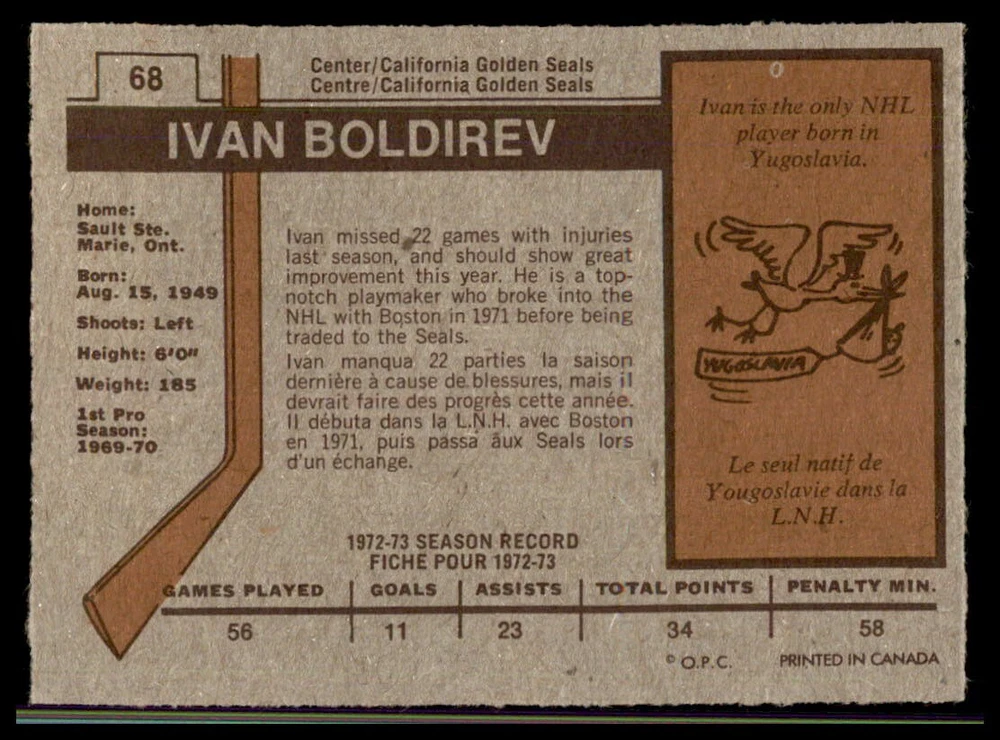 68
Center/California Golden Seals
Centre/California Golden Seals
IVAN BOLDIREV
Home:
Sault Ste.
Marie, Ont.
Born:
Aug. 15, 1949
Shoots: Left
Height: 6'0"
Weight: 185
1st Pro
Season:
1969-70
Ivan missed 22 games with injuries
last season, and should show great
improvement this year. He is a top-
notch playmaker who broke into the
NHL with Boston in 1971 before being
traded to the Seals.
Ivan manqua 22 parties la saison
dernière à cause de blessures, mais il
devrait faire des progrès cette année.
Il débuta dans la L.N.H. avec Boston
en 1971, puis passa aux Seals lors
d'un échange.
Ivan is the only NHL
player born in
Yugoslavia.
YUGOSLAVIA
Le seul natif de
Yougoslavie dans la
L.N.H.
1972-73 SEASON RECORD
FICHE POUR 1972-73
GAMES PLAYED GOALS ASSISTS TOTAL POINTS PENALTY MIN.
56 11 23 34 58
© O.P.C. PRINTED IN CANADA